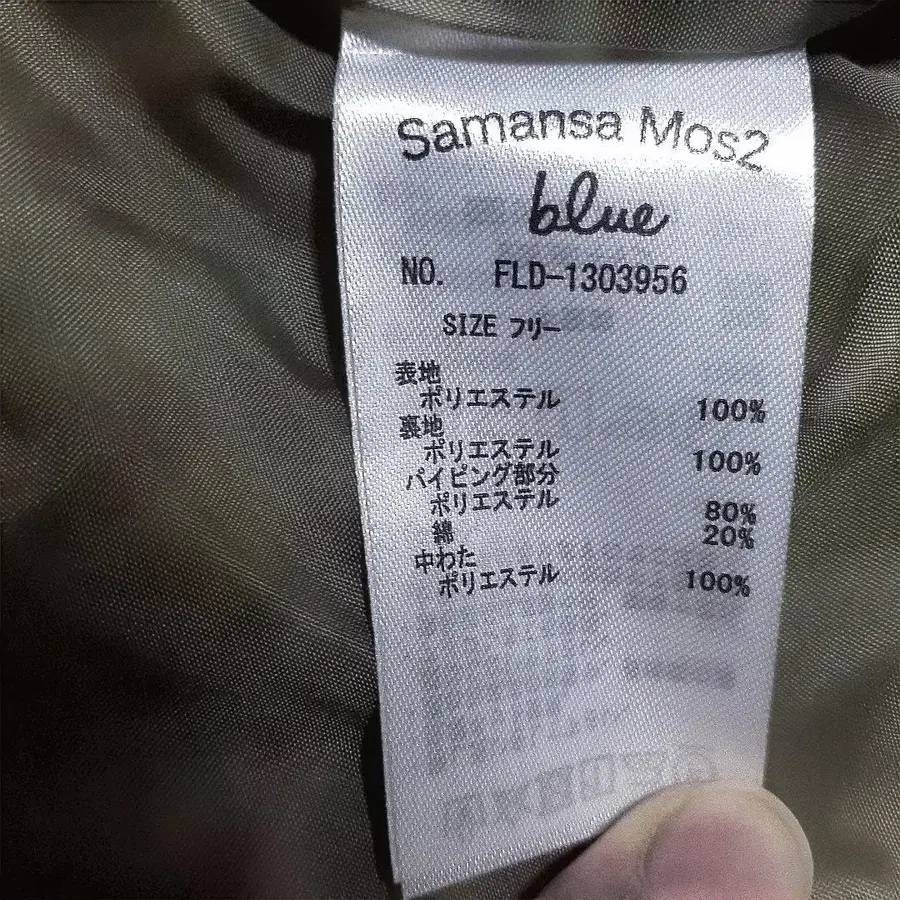 Samansa Mos2
blue
NO. FLD-1303956
SIZE フリー
表地
ポリエステル 100%
裏地
ポリエステル 100%
パイピング部分
ポリエステル 80%
綿 20%
中わた
ポリエステル 100%